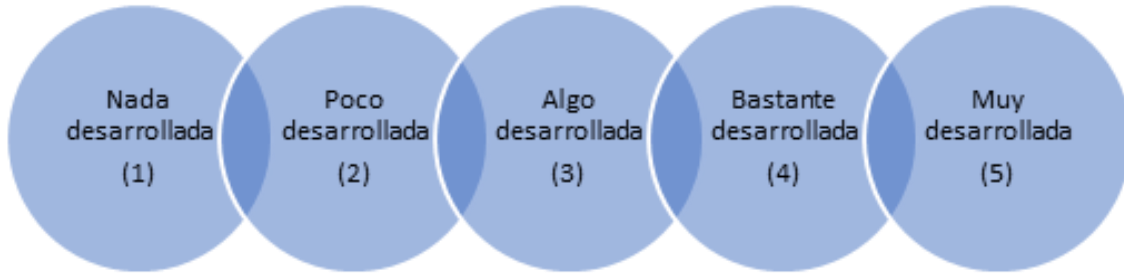 Nada
desarrollada
(1)
Poco
desarrollada
(2)
Algo
desarrollada
(3)
Bastante
desarrollada
(4)
Muy
desarrollada
(5)